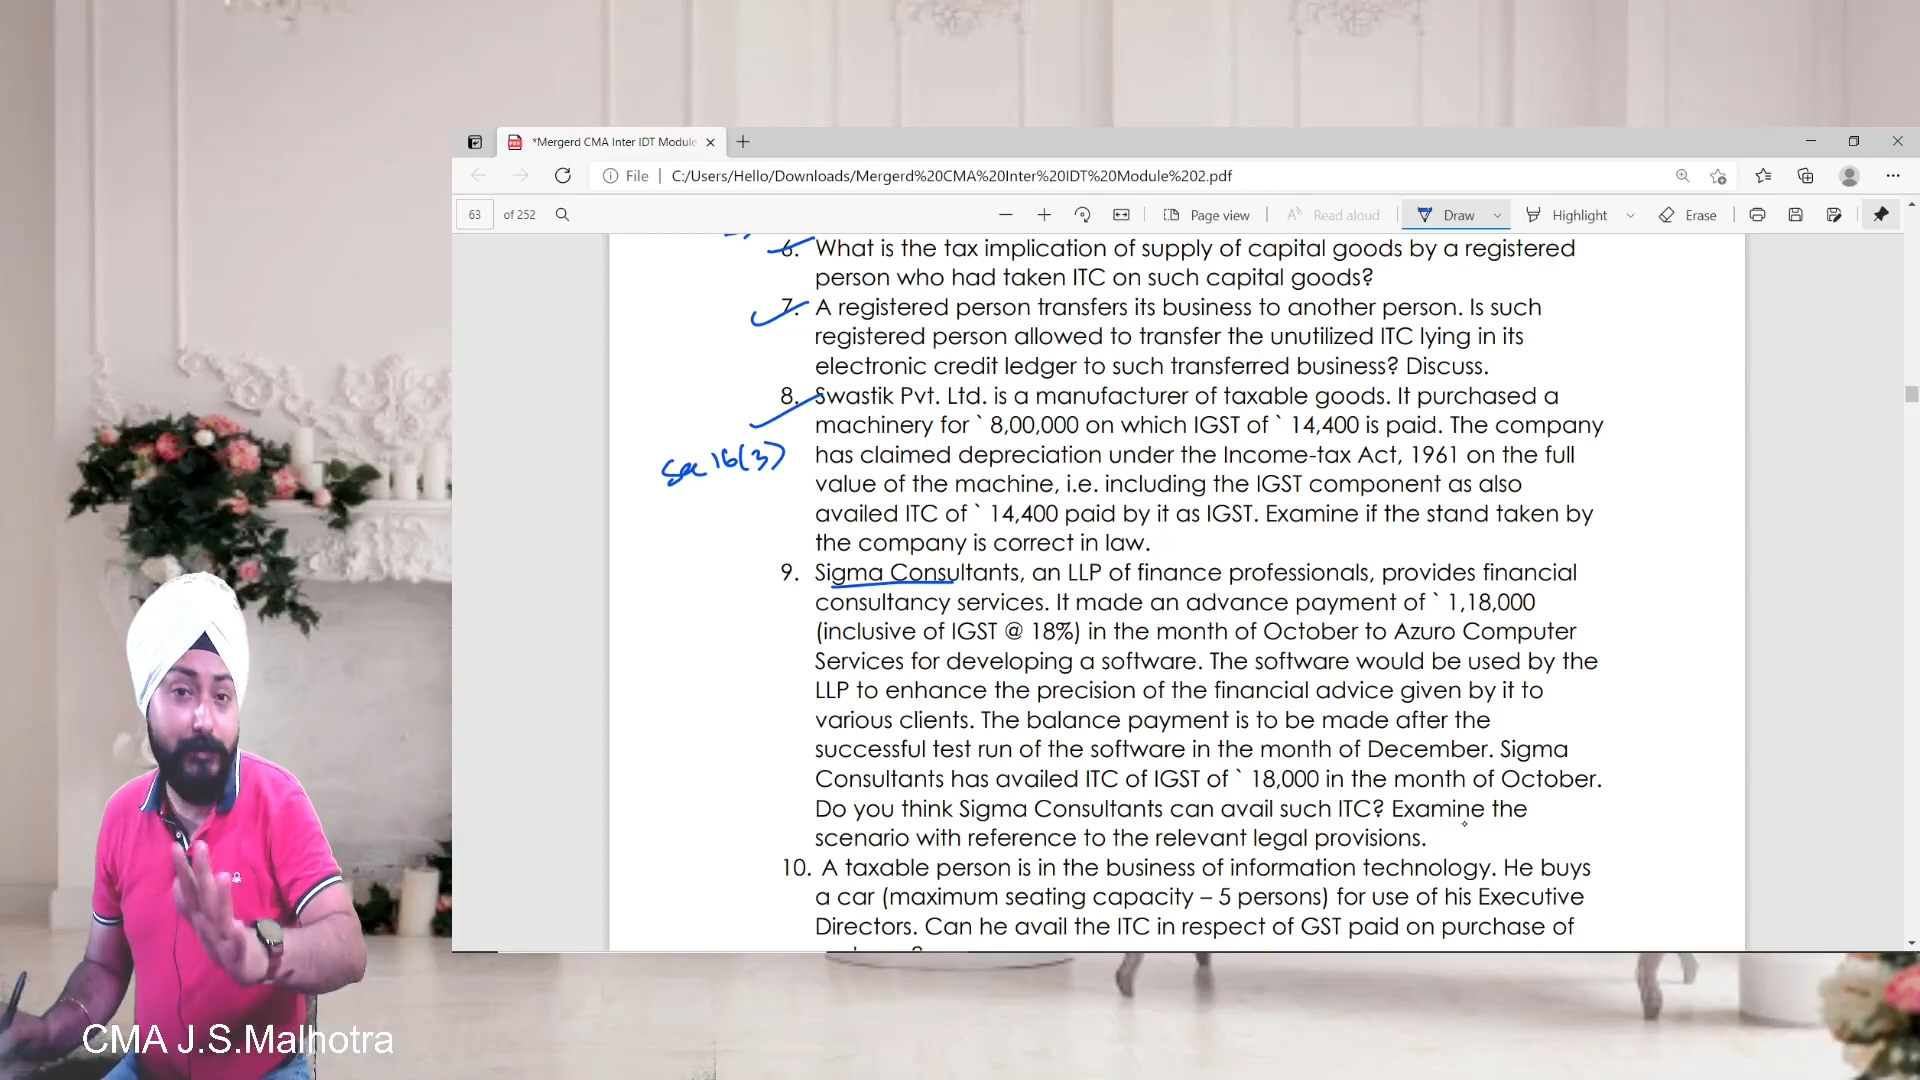 *Mergerd CMA Inter IDT Module
File
C:/Users/Hello/Downloads/Mergerd%20CMA%20Inter%20IDT%20Module%202.pdf
63 of 252
Page view
Read aloud
Draw
Highlight
Erase
6. What is the tax implication of supply of capital goods by a registered
person who had taken ITC on such capital goods?
7. A registered person transfers its business to another person. Is such
registered person allowed to transfer the unutilized ITC lying in its
electronic credit ledger to such transferred business? Discuss.
8. Swastik Pvt. Ltd. is a manufacturer of taxable goods. It purchased a
machinery for ` 8,00,000 on which IGST of ` 14,400 is paid. The company
Sec 16(3)
has claimed depreciation under the Income-tax Act, 1961 on the full
value of the machine, i.e. including the IGST component as also
availed ITC of ` 14,400 paid by it as IGST. Examine if the stand taken by
the company is correct in law.
9. Sigma Consultants, an LLP of finance professionals, provides financial
consultancy services. It made an advance payment of ` 1,18,000
(inclusive of IGST @ 18%) in the month of October to Azuro Computer
Services for developing a software. The software would be used by the
LLP to enhance the precision of the financial advice given by it to
various clients. The balance payment is to be made after the
successful test run of the software in the month of December. Sigma
Consultants has availed ITC of IGST of ` 18,000 in the month of October.
Do you think Sigma Consultants can avail such ITC? Examine the
scenario with reference to the relevant legal provisions.
10. A taxable person is in the business of information technology. He buys
a car (maximum seating capacity – 5 persons) for use of his Executive
Directors. Can he avail the ITC in respect of GST paid on purchase of
CMA J.S.Malhotra